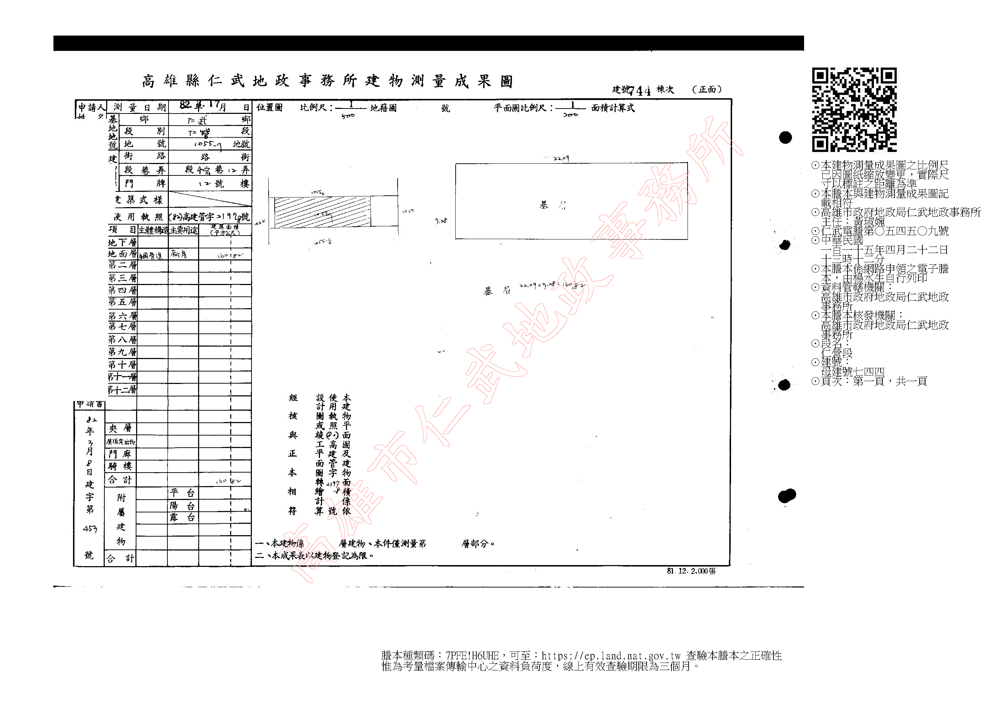 高雄縣仁武地政事務所建物測量成果圖
建號744 棟次 (正面)
申請人姓名
測量日期 82. 17月 日
位置圖 比例尺：1/500 地籍圖 號
平面圖比例尺：1/200 面積計算式
基地地號
鄉 仁武 鄉
段別 仁營 段
地號 1055-7 地號
建
街路 路 街
段巷弄 段 巷12弄
門牌 12號 樓
建築式樣
使用執照 (82)高建管字21978號
項目 主體構造 主要用途 建築面積(平方公尺)
地下層
地面層 鋼骨造 廠房 160 82
第二層
第三層
第四層
第五層
第六層
第七層
第八層
第九層
第十層
第十一層
第十二層
申請書
82年3月8日建字第453號
夾層
屋頂突出物
門廊
騎樓
合計 160 82
附屬建物
平台
陽台
露台
合計
1055-7
1064
1050
22.09
7.28
基層
基層 22.09×7.28=160.82
本建物平面圖及建物面積係依
使用執照(82)高建管字21978號
設計圖或竣工平面圖轉繪計算
經核與正本相符
一、本建物係 層建物、本件僅測量第 層部分。
二、本成果表以建物登記為限。
81.12.2,000張
高雄市仁武地政事務所
⊙本建物測量成果圖之比例尺
已因圖紙縮放變更，實際尺
寸以標註之距離為準
⊙本謄本與建物測量成果圖記
載相符
⊙高雄市政府地政局仁武地政事務所
主任：黃琡婉
⊙仁武電謄第○五四五○九號
⊙中華民國
一百一十五年四月二十二日
十三時十二分
⊙本謄本係網路申領之電子謄
本，由楊水生自行列印
⊙資料管轄機關：
高雄市政府地政局仁武地政
事務所
⊙本謄本核發機關：
高雄市政府地政局仁武地政
事務所
⊙段名：
仁營段
⊙建號：
母建號七四四
⊙頁次：第一頁，共一頁
謄本種類碼：7PFE!H6UHE，可至：https://ep.land.nat.gov.tw 查驗本謄本之正確性
惟為考量檔案傳輸中心之資料負荷度，線上有效查驗期限為三個月。